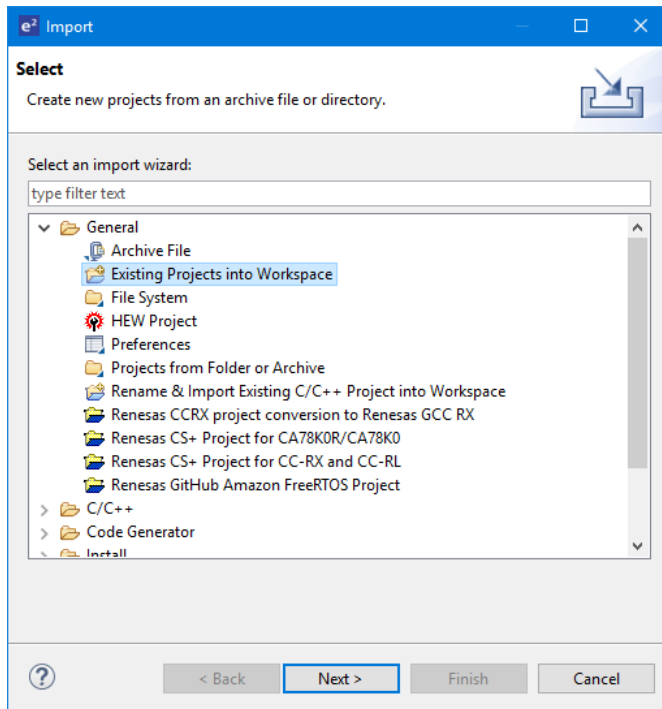 e² Import
Select
Create new projects from an archive file or directory.
Select an import wizard:
type filter text
General
Archive File
Existing Projects into Workspace
File System
HEW Project
Preferences
Projects from Folder or Archive
Rename & Import Existing C/C++ Project into Workspace
Renesas CCRX project conversion to Renesas GCC RX
Renesas CS+ Project for CA78K0R/CA78K0
Renesas CS+ Project for CC-RX and CC-RL
Renesas GitHub Amazon FreeRTOS Project
C/C++
Code Generator
Install
? < Back Next > Finish Cancel